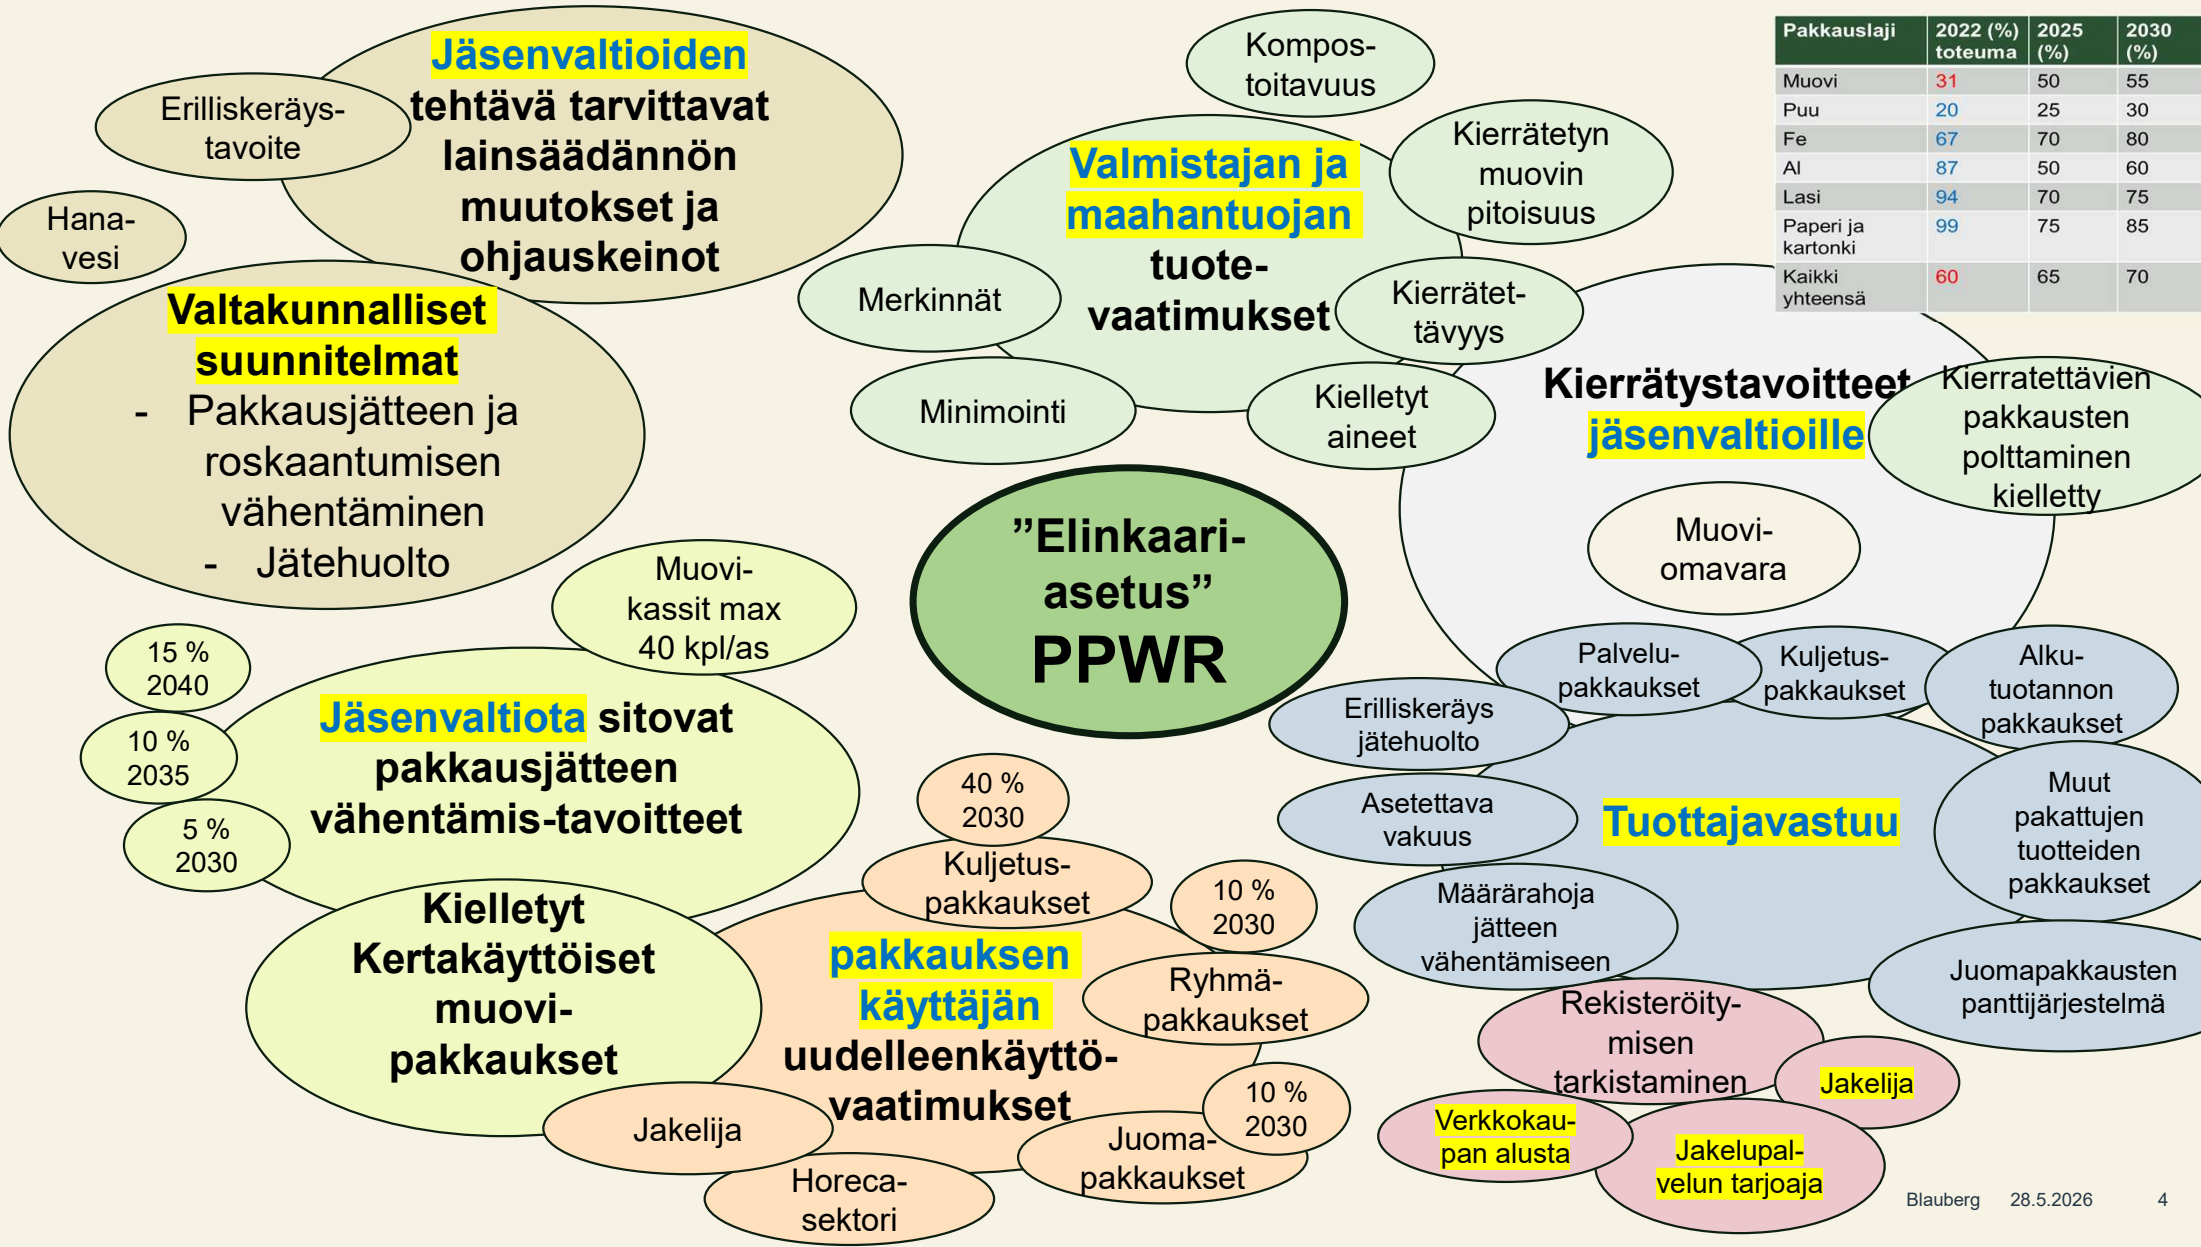 Jäsenvaltioiden
tehtävä tarvittavat
lainsäädännön
muutokset ja
ohjauskeinot
Erilliskeräys-
tavoite
Hana-
vesi
Valtakunnalliset
suunnitelmat
- Pakkausjätteen ja
roskaantumisen
vähentäminen
- Jätehuolto
Kompos-
toitavuus
Kierrätetyn
muovin
pitoisuus
Valmistajan ja
maahantuojan
tuote-
vaatimukset
Merkinnät
Kierrätet-
tävyys
Minimointi
Kielletyt
aineet
Pakkauslaji 2022 (%) 2025 2030
toteuma (%) (%)
Muovi 31 50 55
Puu 20 25 30
Fe 67 70 80
Al 87 50 60
Lasi 94 70 75
Paperi ja 99 75 85
kartonki
Kaikki 60 65 70
yhteensä
Kierrätystavoitteet
jäsenvaltioille
Kierratettävien
pakkausten
polttaminen
kielletty
Muovi-
omavara
”Elinkaari-
asetus”
PPWR
Muovi-
kassit max
40 kpl/as
15 %
2040
10 %
2035
5 %
2030
Jäsenvaltiota sitovat
pakkausjätteen
vähentämis-tavoitteet
Kielletyt
Kertakäyttöiset
muovi-
pakkaukset
40 %
2030
Kuljetus-
pakkaukset
10 %
2030
Ryhmä-
pakkaukset
pakkauksen
käyttäjän
uudelleenkäyttö-
vaatimukset
10 %
2030
Juoma-
pakkaukset
Jakelija
Horeca-
sektori
Palvelu-
pakkaukset
Kuljetus-
pakkaukset
Alku-
tuotannon
pakkaukset
Erilliskeräys
jätehuolto
Asetettava
vakuus
Tuottajavastuu
Muut
pakattujen
tuotteiden
pakkaukset
Määrärahoja
jätteen
vähentämiseen
Juomapakkausten
panttijärjestelmä
Rekisteröity-
misen
tarkistaminen
Jakelija
Verkkokau-
pan alusta
Jakelupal-
velun tarjoaja
Blauberg 28.5.2026 4